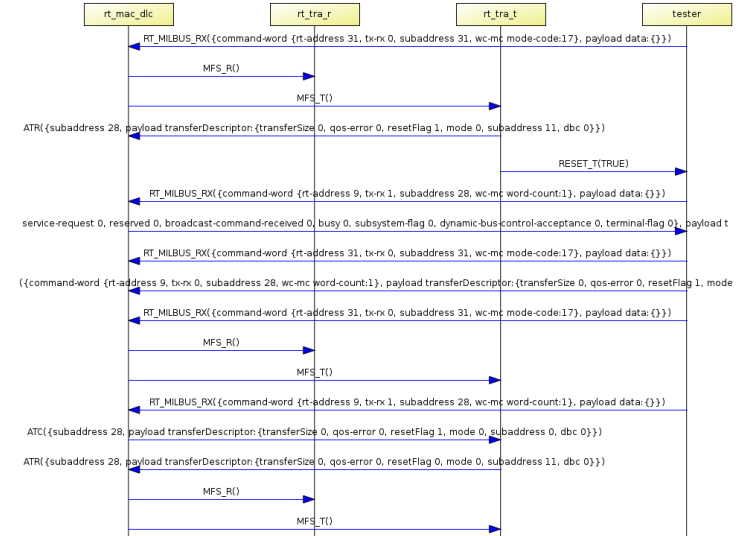 rt_mac_dlc rt_tra_r rt_tra_t tester
RT_MILBUS_RX({command-word {rt-address 31, tx-rx 0, subaddress 31, wc-mc mode-code:17}, payload data:{}})
MFS_R()
MFS_T()
ATR({subaddress 28, payload transferDescriptor:{transferSize 0, qos-error 0, resetFlag 1, mode 0, subaddress 11, dbc 0}})
RESET_T(TRUE)
RT_MILBUS_RX({command-word {rt-address 9, tx-rx 1, subaddress 28, wc-mc word-count:1}, payload data:{}})
service-request 0, reserved 0, broadcast-command-received 0, busy 0, subsystem-flag 0, dynamic-bus-control-acceptance 0, terminal-flag 0}, payload t
RT_MILBUS_RX({command-word {rt-address 31, tx-rx 0, subaddress 31, wc-mc mode-code:17}, payload data:{}})
({command-word {rt-address 9, tx-rx 0, subaddress 28, wc-mc word-count:1}, payload transferDescriptor:{transferSize 0, qos-error 0, resetFlag 1, mode
RT_MILBUS_RX({command-word {rt-address 31, tx-rx 0, subaddress 31, wc-mc mode-code:17}, payload data:{}})
MFS_R()
MFS_T()
RT_MILBUS_RX({command-word {rt-address 9, tx-rx 1, subaddress 28, wc-mc word-count:1}, payload data:{}})
ATC({subaddress 28, payload transferDescriptor:{transferSize 0, qos-error 0, resetFlag 1, mode 0, subaddress 0, dbc 0}})
ATR({subaddress 28, payload transferDescriptor:{transferSize 0, qos-error 0, resetFlag 0, mode 0, subaddress 11, dbc 0}})
MFS_R()
MFS_T()